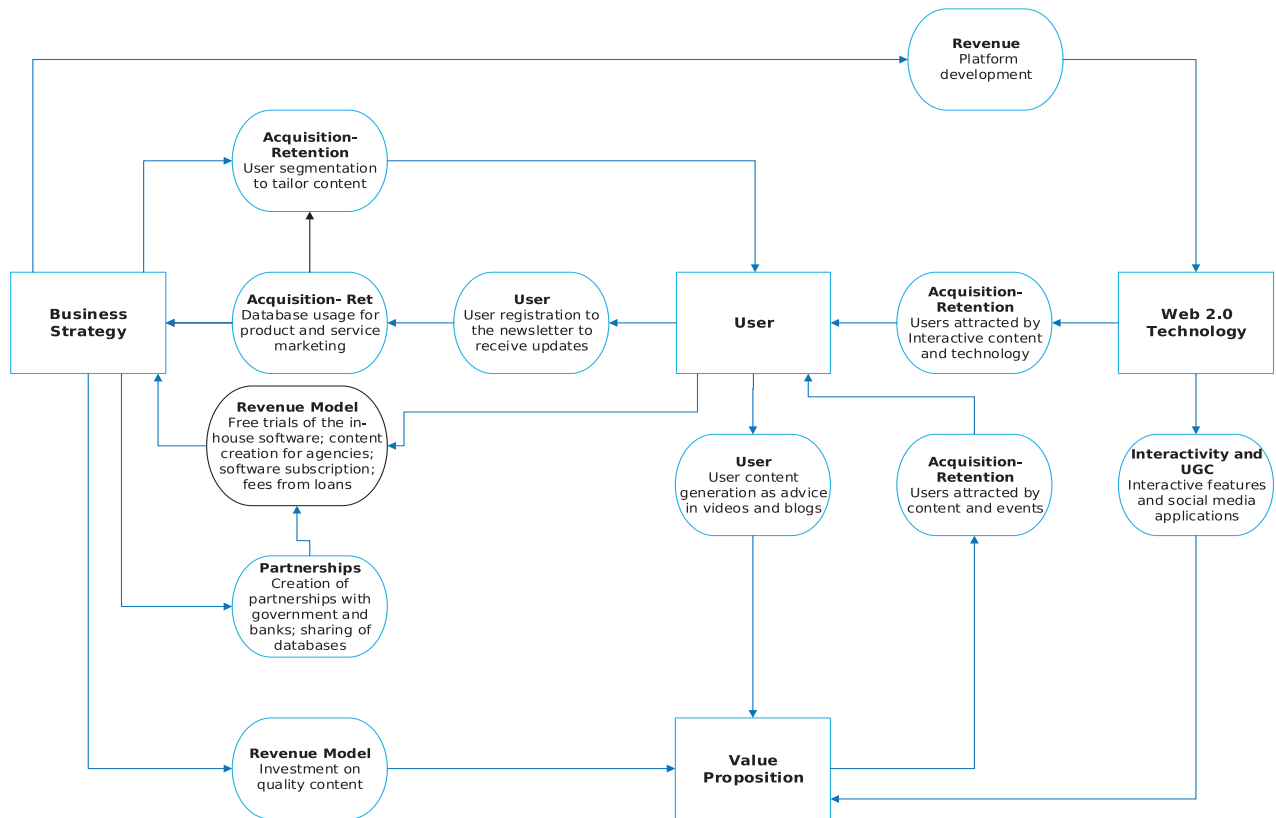 Revenue
Platform
development
Acquisition-
Retention
User segmentation
to tailor content
Business
Strategy
Acquisition- Ret
Database usage for
product and service
marketing
User
User registration to
the newsletter to
receive updates
User
Acquisition-
Retention
Users attracted by
Interactive content
and technology
Web 2.0
Technology
Revenue Model
Free trials of the in-
house software; content
creation for agencies;
software subscription;
fees from loans
User
User content
generation as advice
in videos and blogs
Acquisition-
Retention
Users attracted by
content and events
Interactivity and
UGC
Interactive features
and social media
applications
Partnerships
Creation of
partnerships with
government and
banks; sharing of
databases
Revenue Model
Investment on
quality content
Value
Proposition